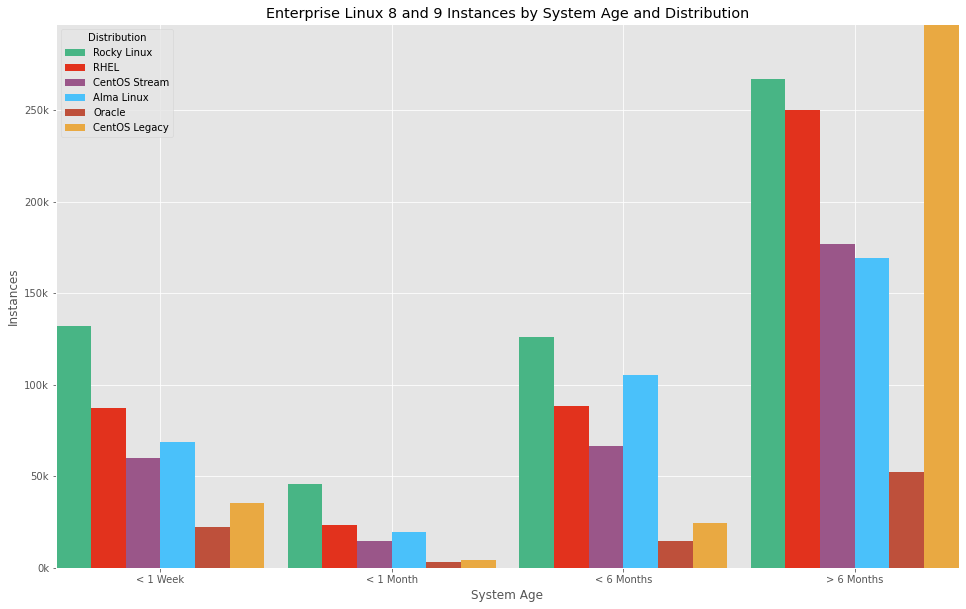 Enterprise Linux 8 and 9 Instances by System Age and Distribution
Distribution
Rocky Linux
RHEL
CentOS Stream
Alma Linux
Oracle
CentOS Legacy
Instances
250k
200k
150k
100k
50k
0k
< 1 Week
< 1 Month
< 6 Months
> 6 Months
System Age